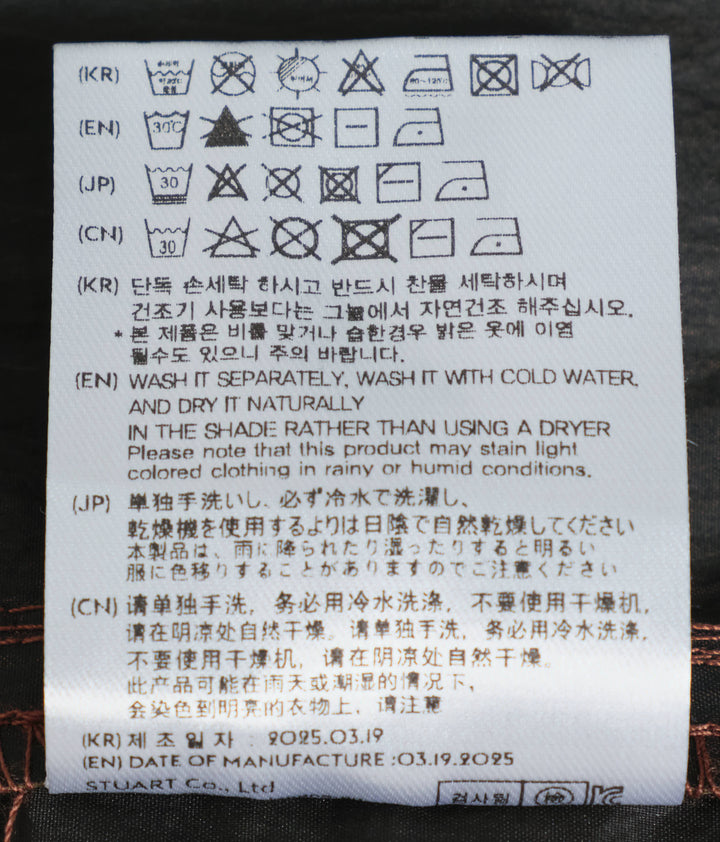 (KR) 80~120℃
(EN) 30℃
(JP) 30
(CN) 30
(KR) 단독 손세탁 하시고 반드시 찬물 세탁하시며
건조기 사용보다는 그늘에서 자연건조 해주십시오.
* 본 제품은 비를 맞거나 습한경우 밝은 옷에 이염
될수도 있으니 주의 바랍니다.
(EN) WASH IT SEPARATELY, WASH IT WITH COLD WATER,
AND DRY IT NATURALLY
IN THE SHADE RATHER THAN USING A DRYER
Please note that this product may stain light
colored clothing in rainy or humid conditions.
(JP) 単独手洗いし、必ず冷水で洗濯し、
乾燥機を使用するよりは日陰で自然乾燥してください
本製品は、雨に降られたり湿ったりすると明るい
服に色移りすることがありますのでご注意ください
(CN) 请单独手洗，务必用冷水洗涤，不要使用干燥机，
请在阴凉处自然干燥。请单独手洗，务必用冷水洗涤，
不要使用干燥机，请在阴凉处自然干燥。
此产品可能在雨天或潮湿的情况下，
会染色到明亮的衣物上，请注意
(KR) 제 조 일 자 : 2025.03.19
(EN) DATE OF MANUFACTURE :03.19.2025
STUART Co., Ltd
검사필